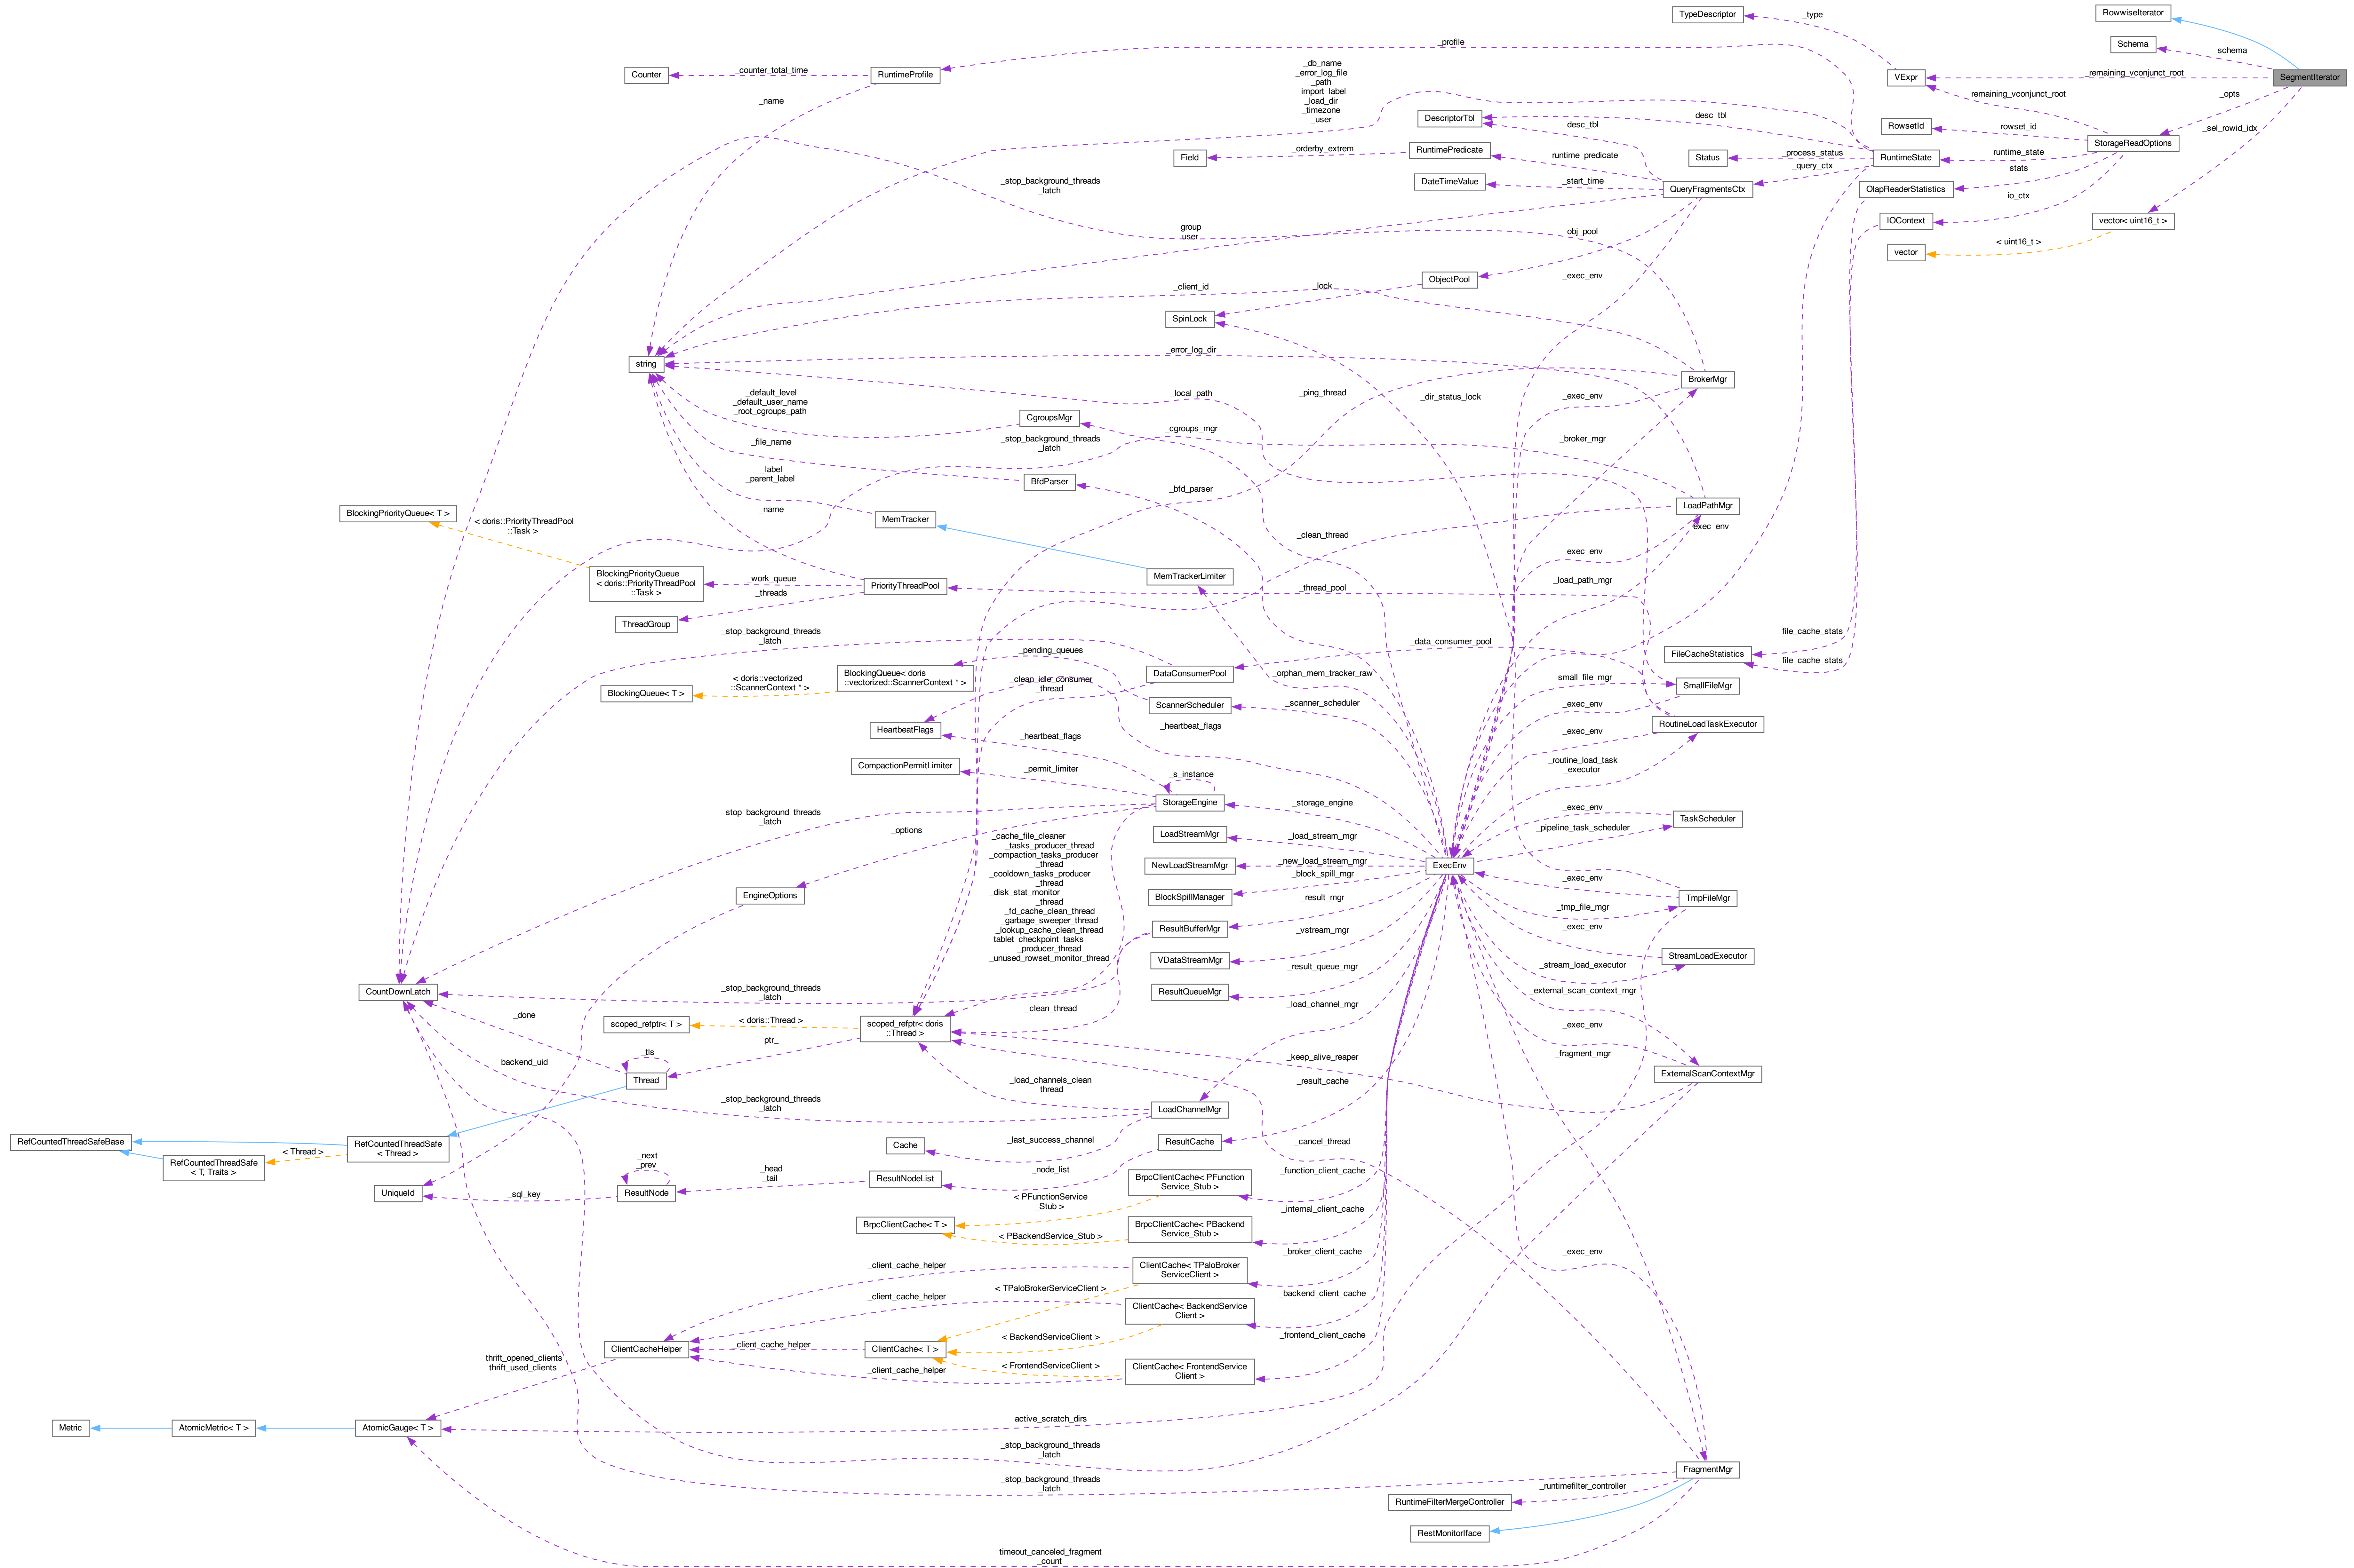 TypeDescriptor
_type
RowwiseIterator
Schema
_schema
_profile
Counter
_counter_total_time
RuntimeProfile
VExpr
_remaining_vconjunct_root
SegmentIterator
_db_name
_error_log_file
_path
_import_label
_load_dir
_timezone
_user
_name
remaining_vconjunct_root
_opts
DescriptorTbl
_desc_tbl
desc_tbl
RowsetId
rowset_id
_sel_rowid_idx
StorageReadOptions
Field
_orderby_extrem
RuntimePredicate
_runtime_predicate
Status
_process_status
_query_ctx
RuntimeState
runtime_state
stats
DateTimeValue
_start_time
QueryFragmentsCtx
OlapReaderStatistics
io_ctx
_stop_background_threads
_latch
IOContext
vector< uint16_t >
group
user
obj_pool
vector
< uint16_t >
ObjectPool
_exec_env
_client_id
_lock
SpinLock
string
_error_log_dir
BrokerMgr
_default_level
_default_user_name
_root_cgroups_path
_local_path
_ping_thread
_dir_status_lock
_exec_env
CgroupsMgr
_cgroups_mgr
_file_name
_stop_background_threads
_latch
_broker_mgr
_label
_parent_label
BfdParser
_bfd_parser
LoadPathMgr
BlockingPriorityQueue< T >
< doris::PriorityThreadPool
::Task >
_name
MemTracker
_clean_thread
exec_env
_exec_env
BlockingPriorityQueue
< doris::PriorityThreadPool
::Task >
_work_queue
_threads
PriorityThreadPool
MemTrackerLimiter
_thread_pool
_load_path_mgr
ThreadGroup
_stop_background_threads
_latch
_data_consumer_pool
file_cache_stats
FileCacheStatistics
file_cache_stats
BlockingQueue< T >
< doris::vectorized
::ScannerContext * >
BlockingQueue< doris
::vectorized::ScannerContext * >
_pending_queues
DataConsumerPool
_clean_idle_consumer
_thread
_orphan_mem_tracker_raw
_small_file_mgr
SmallFileMgr
ScannerScheduler
_scanner_scheduler
_exec_env
HeartbeatFlags
_heartbeat_flags
_heartbeat_flags
_exec_env
RoutineLoadTaskExecutor
CompactionPermitLimiter
_permit_limiter
_s_instance
_routine_load_task
_executor
StorageEngine
_storage_engine
_stop_background_threads
_latch
_options
_exec_env
TaskScheduler
_pipeline_task_scheduler
LoadStreamMgr
_load_stream_mgr
NewLoadStreamMgr
_new_load_stream_mgr
ExecEnv
_cache_file_cleaner
_tasks_producer_thread
_compaction_tasks_producer
_thread
_cooldown_tasks_producer
_thread
_disk_stat_monitor
_thread
_fd_cache_clean_thread
_garbage_sweeper_thread
_lookup_cache_clean_thread
_tablet_checkpoint_tasks
_producer_thread
_unused_rowset_monitor_thread
EngineOptions
BlockSpillManager
_block_spill_mgr
_exec_env
TmpFileMgr
_tmp_file_mgr
ResultBufferMgr
_result_mgr
_exec_env
VDataStreamMgr
_vstream_mgr
StreamLoadExecutor
_stream_load_executor
CountDownLatch
_stop_background_threads
_latch
ResultQueueMgr
_result_queue_mgr
_external_scan_context_mgr
_done
scoped_refptr< T >
< doris::Thread >
scoped_refptr< doris
::Thread >
_clean_thread
_load_channel_mgr
_exec_env
backend_uid
_tls
ptr_
Thread
_keep_alive_reaper
_fragment_mgr
ExternalScanContextMgr
_load_channels_clean
_thread
_result_cache
_stop_background_threads
_latch
LoadChannelMgr
RefCountedThreadSafeBase
RefCountedThreadSafe
< Thread >
< Thread >
RefCountedThreadSafe
< T, Traits >
Cache
_last_success_channel
ResultCache
_cancel_thread
UniqueId
_sql_key
_next
_prev
ResultNode
_head
_tail
ResultNodeList
_node_list
_function_client_cache
BrpcClientCache< PFunction
Service_Stub >
< PFunctionService
_Stub >
_internal_client_cache
BrpcClientCache< T >
BrpcClientCache< PBackend
Service_Stub >
< PBackendService_Stub >
_broker_client_cache
_exec_env
_client_cache_helper
ClientCache< TPaloBroker
ServiceClient >
< TPaloBrokerServiceClient >
_client_cache_helper
_backend_client_cache
ClientCache< BackendService
Client >
ClientCacheHelper
_client_cache_helper
ClientCache< T >
< BackendServiceClient >
_frontend_client_cache
thrift_opened_clients
thrift_used_clients
_client_cache_helper
< FrontendServiceClient >
ClientCache< FrontendService
Client >
Metric
AtomicMetric< T >
AtomicGauge< T >
active_scratch_dirs
_stop_background_threads
_latch
_stop_background_threads
_latch
FragmentMgr
_runtimefilter_controller
RuntimeFilterMergeController
RestMonitorIface
timeout_canceled_fragment
_count